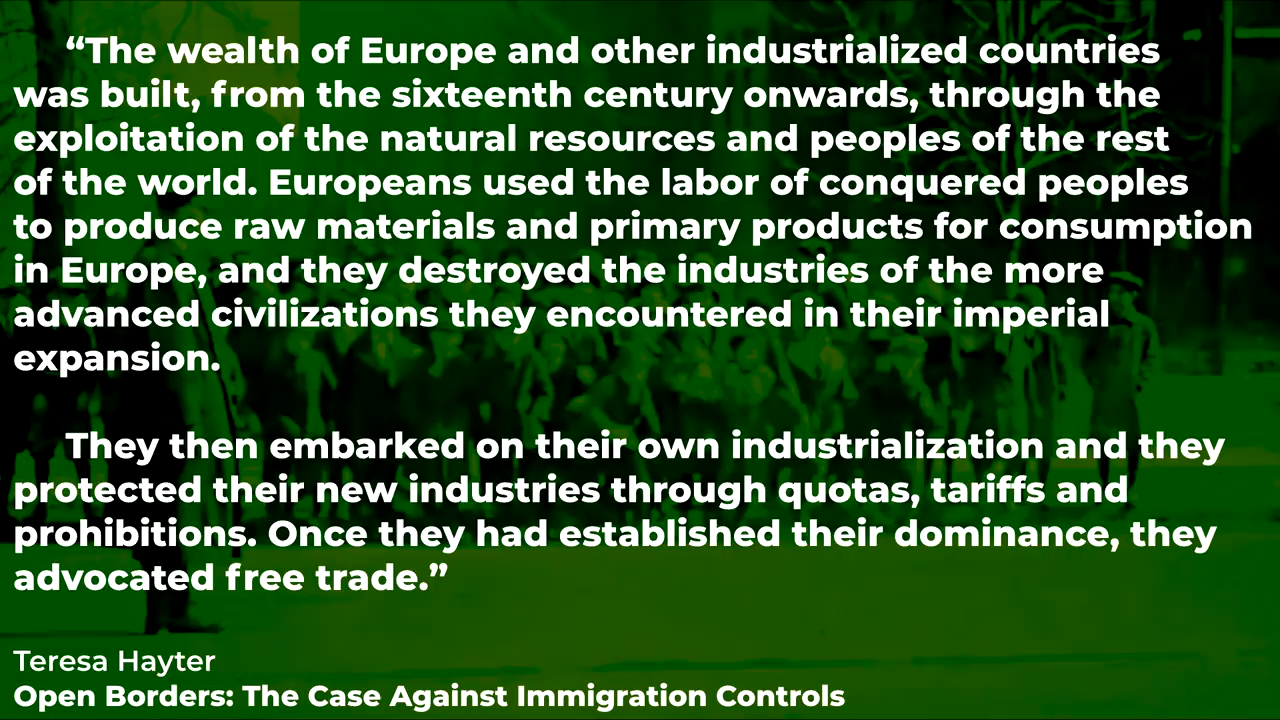 “The wealth of Europe and other industrialized countries
was built, from the sixteenth century onwards, through the
exploitation of the natural resources and peoples of the rest
of the world. Europeans used the labor of conquered peoples
to produce raw materials and primary products for consumption
in Europe, and they destroyed the industries of the more
advanced civilizations they encountered in their imperial
expansion.
They then embarked on their own industrialization and they
protected their new industries through quotas, tariffs and
prohibitions. Once they had established their dominance, they
advocated free trade.”
Teresa Hayter
Open Borders: The Case Against Immigration Controls